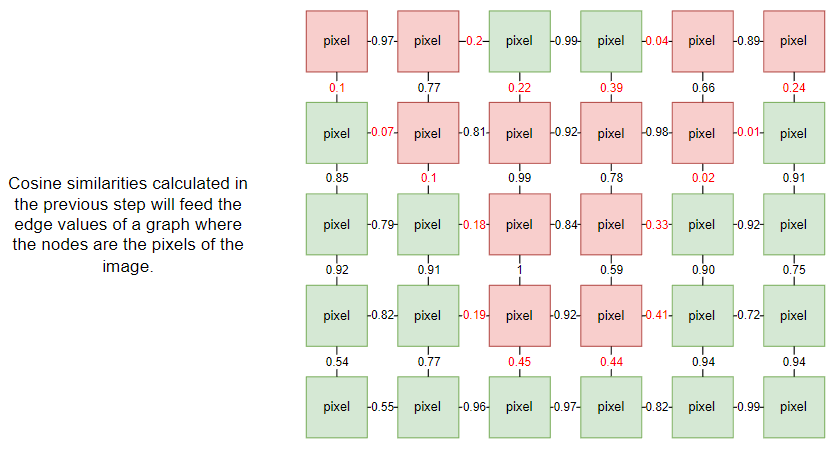 pixel 0.97 pixel 0.2 pixel 0.99 pixel 0.04 pixel 0.89 pixel
0.1 0.77 0.22 0.39 0.66 0.24
pixel 0.07 pixel 0.81 pixel 0.92 pixel 0.98 pixel 0.01 pixel
Cosine similarities calculated in
the previous step will feed the
edge values of a graph where
the nodes are the pixels of the
image.
0.85 0.1 0.99 0.78 0.02 0.91
pixel 0.79 pixel 0.18 pixel 0.84 pixel 0.33 pixel 0.92 pixel
0.92 0.91 1 0.59 0.90 0.75
pixel 0.82 pixel 0.19 pixel 0.92 pixel 0.41 pixel 0.72 pixel
0.54 0.77 0.45 0.44 0.94 0.94
pixel 0.55 pixel 0.96 pixel 0.97 pixel 0.82 pixel 0.99 pixel